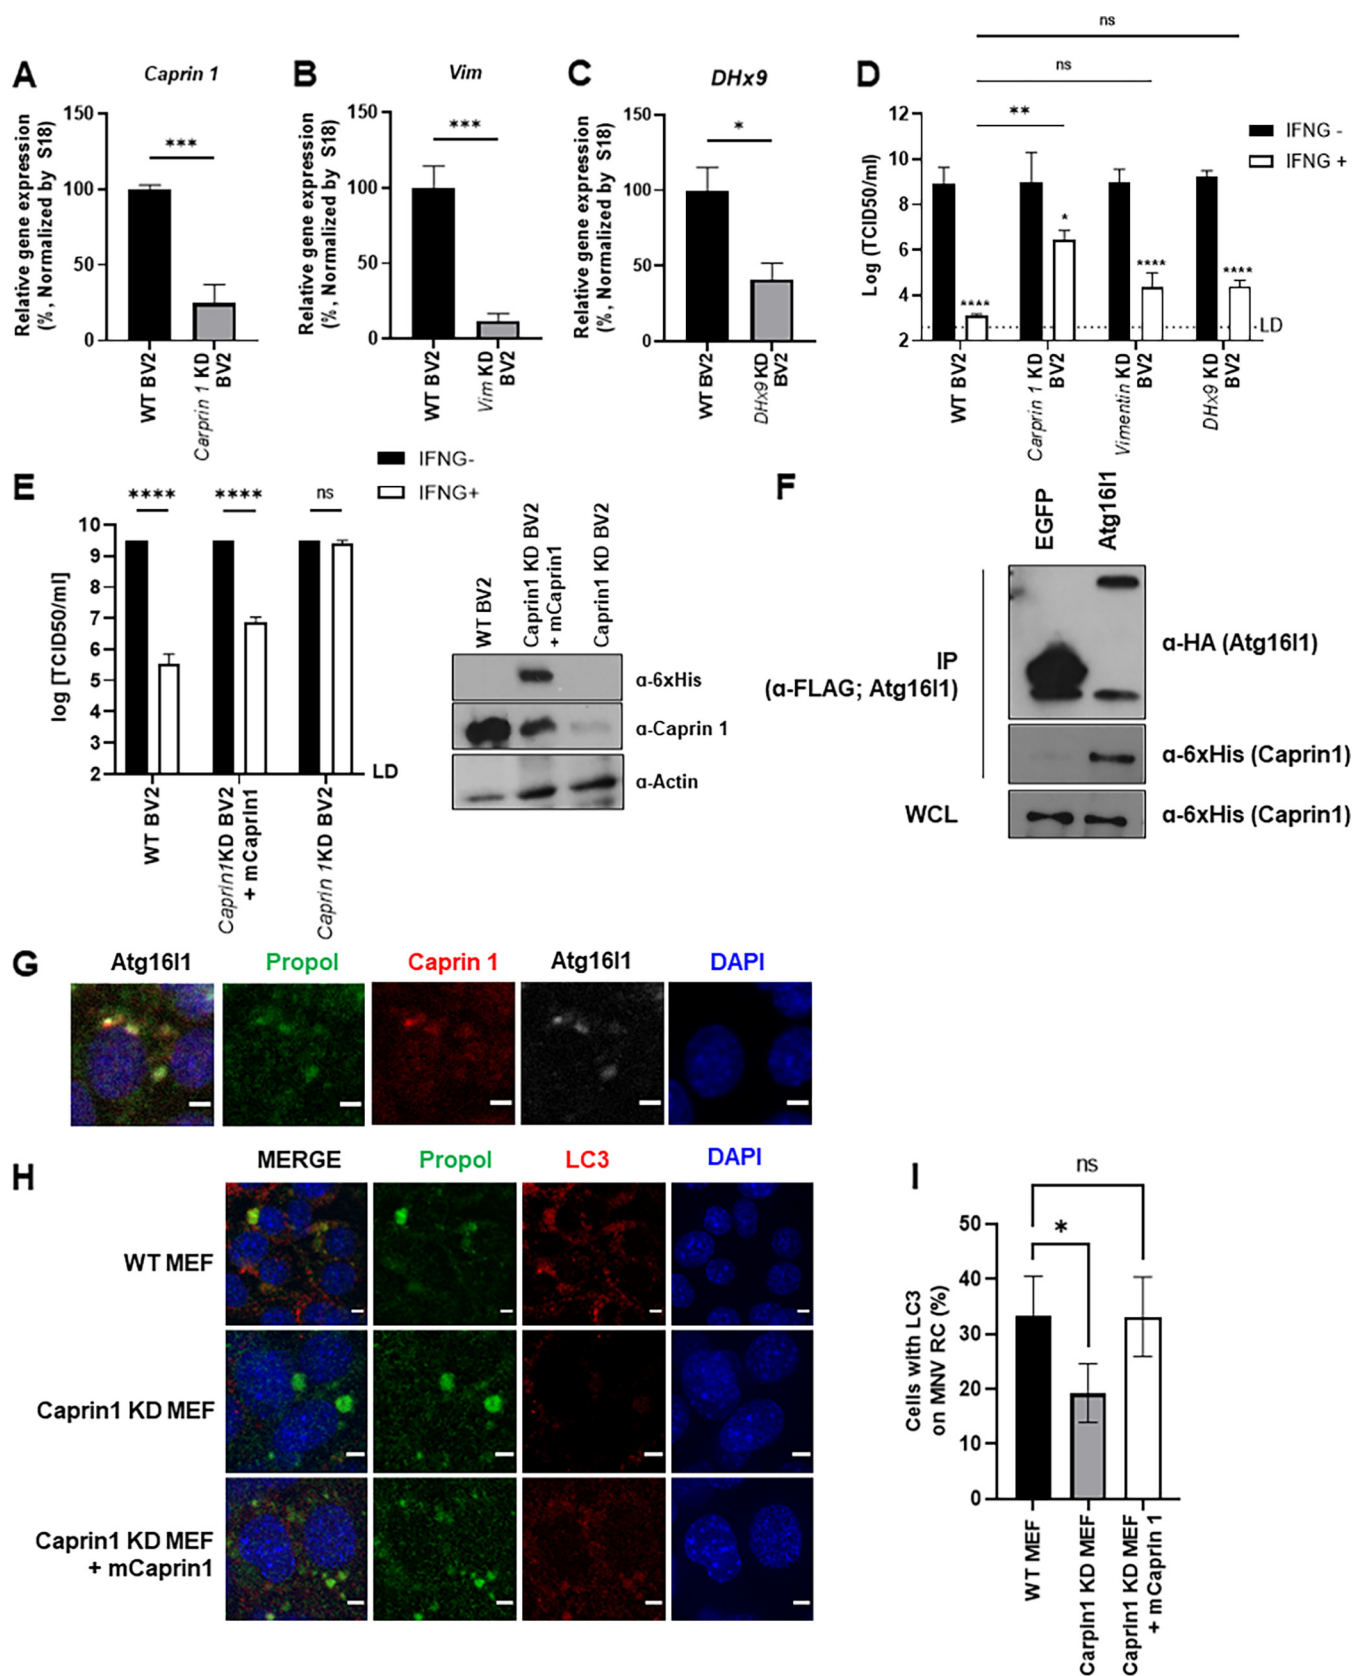 A
Caprin 1
Relative gene expression
(%, Normalized by S18)
150
100
50
0
***
WT BV2
Carprin 1 KD
BV2
B
Vim
Relative gene expression
(%, Normalized by S18)
150
100
50
0
***
WT BV2
Vim KD
BV2
C
DHx9
Relative gene expression
(%, Normalized by S18)
150
100
50
0
*
WT BV2
DHx9 KD
BV2
D
ns
ns
**
Log (TCID50/ml)
12
10
8
6
4
2
****
*
****
****
LD
IFNG -
IFNG +
WT BV2
Carprin 1 KD
BV2
Vimentin KD
BV2
DHx9 KD
BV2
E
IFNG-
IFNG+
****
****
ns
log [TCID50/ml]
10
9
8
7
6
5
4
3
2
LD
WT BV2
Caprin1KD BV2
+ mCaprin1
Caprin 1KD BV2
WT BV2
Caprin1 KD BV2
+ mCaprin1
Caprin1 KD BV2
α-6xHis
α-Caprin 1
α-Actin
F
EGFP
Atg16l1
IP
(α-FLAG; Atg16l1)
α-HA (Atg16l1)
α-6xHis (Caprin1)
WCL
α-6xHis (Caprin1)
G
Atg16l1
Propol
Caprin 1
Atg16l1
DAPI
H
MERGE
Propol
LC3
DAPI
WT MEF
Caprin1 KD MEF
Caprin1 KD MEF
+ mCaprin1
I
ns
*
Cells with LC3
on MNV RC (%)
50
40
30
20
10
0
WT MEF
Carpin1 KD MEF
Caprin1 KD MEF
+ mCaprin 1